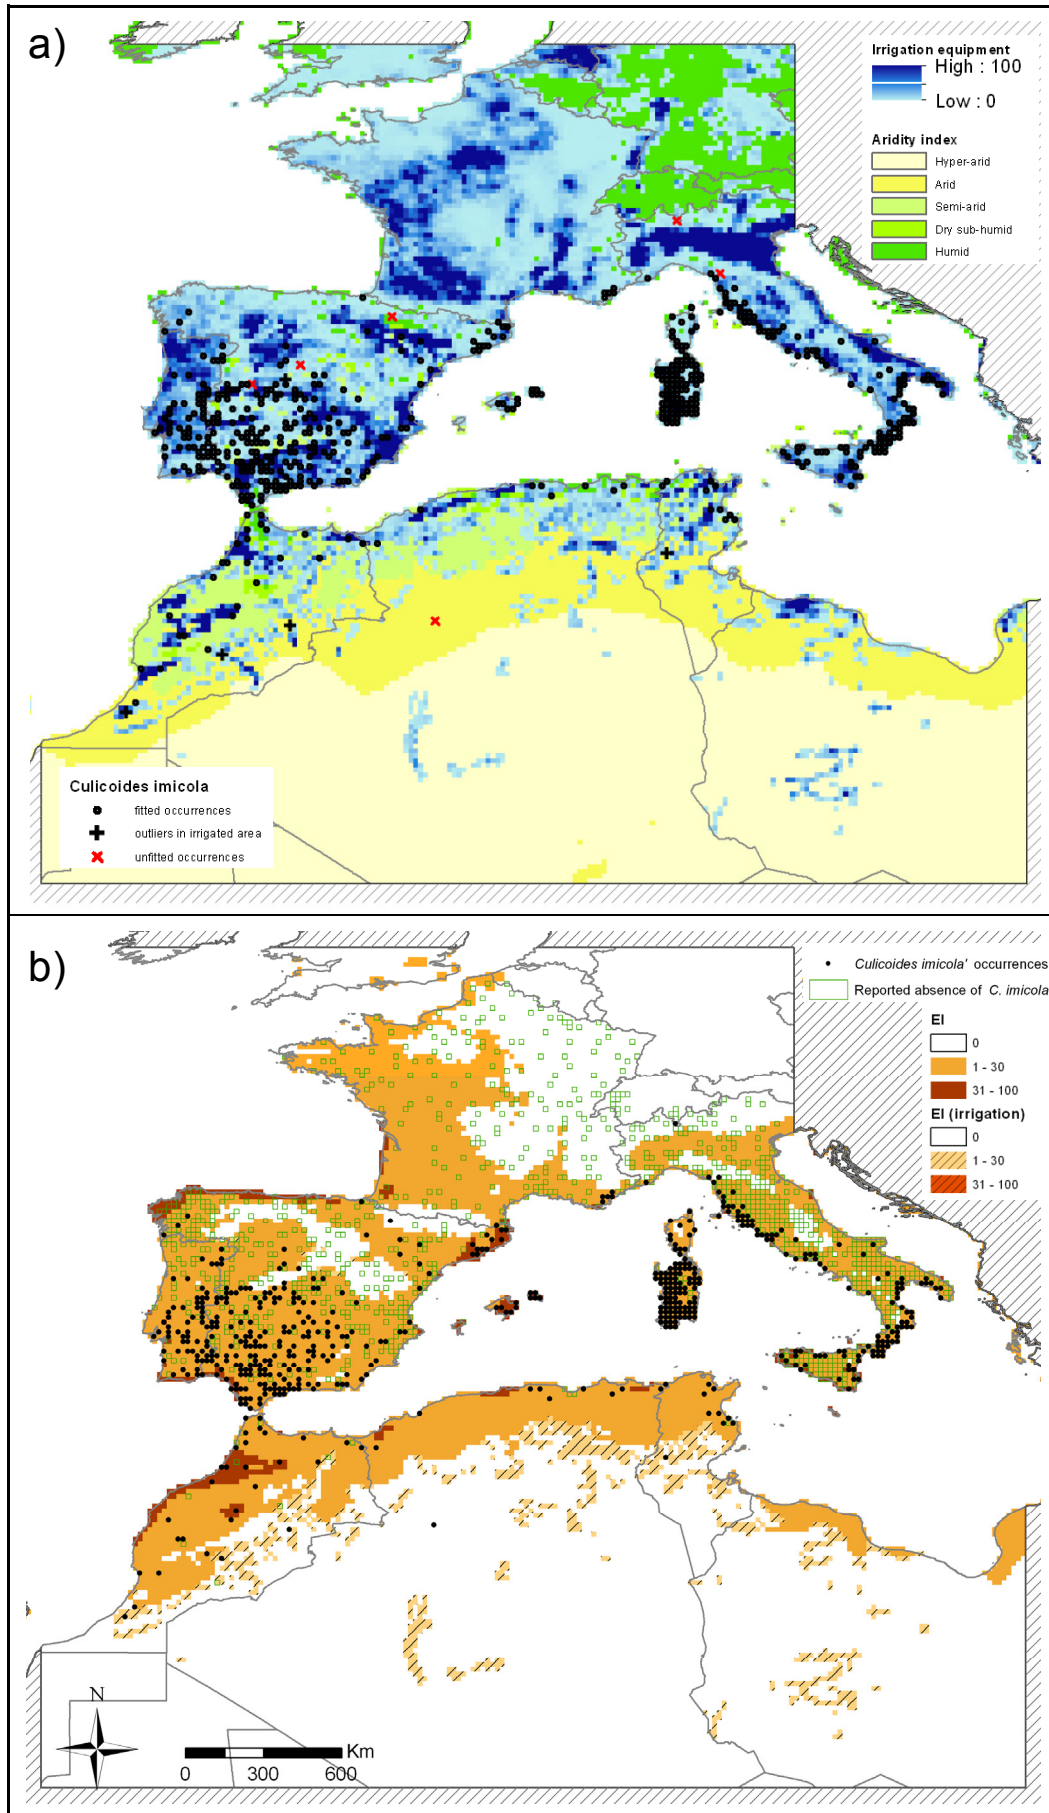 a)
Irrigation equipment
High : 100
Low : 0
Aridity index
Hyper-arid
Arid
Semi-arid
Dry sub-humid
Humid
Culicoides imicola
fitted occurrences
outliers in irrigated area
unfitted occurrences
b)
Culicoides imicola' occurrences
Reported absence of C. imicola
EI
0
1 - 30
31 - 100
EI (irrigation)
0
1 - 30
31 - 100
N
Km
0 300 600